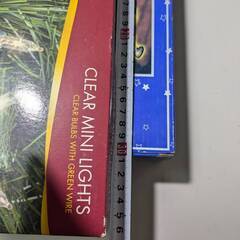 CLEAR MINI LIGHTS
CLEAR BULBS WITH GREEN WIRE